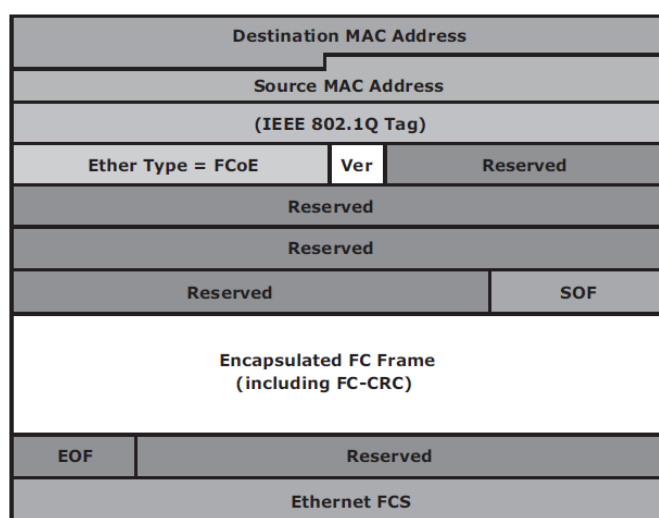 Destination MAC Address
Source MAC Address
(IEEE 802.1Q Tag)
Ether Type = FCoE Ver Reserved
Reserved
Reserved
Reserved SOF
Encapsulated FC Frame
(including FC-CRC)
EOF Reserved
Ethernet FCS